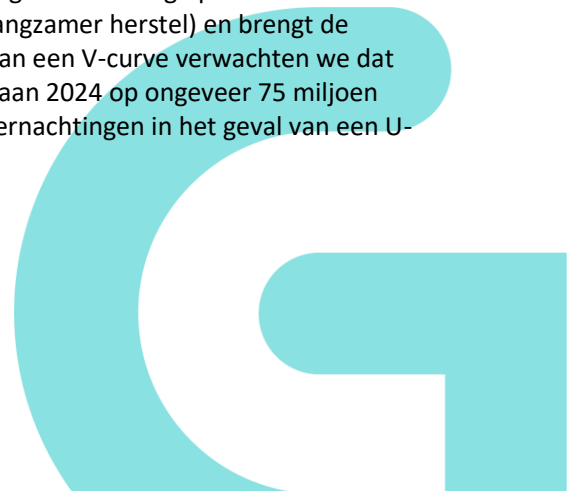 angzamer herstel) en brengt de
an een V-curve verwachten we dat
aan 2024 op ongeveer 75 miljoen
ernachtingen in het geval van een U-